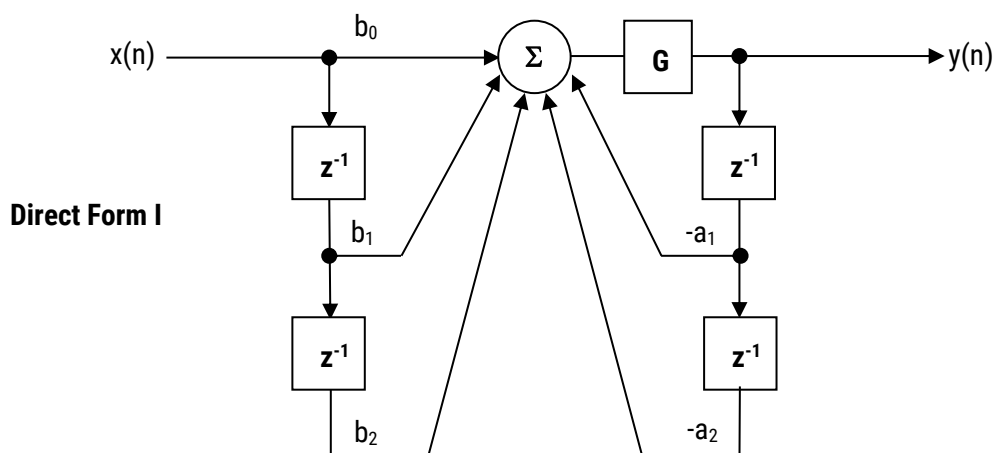 b₀
x(n) Σ G y(n)
z⁻¹ z⁻¹
Direct Form I
b₁ -a₁
z⁻¹ z⁻¹
b₂ -a₂